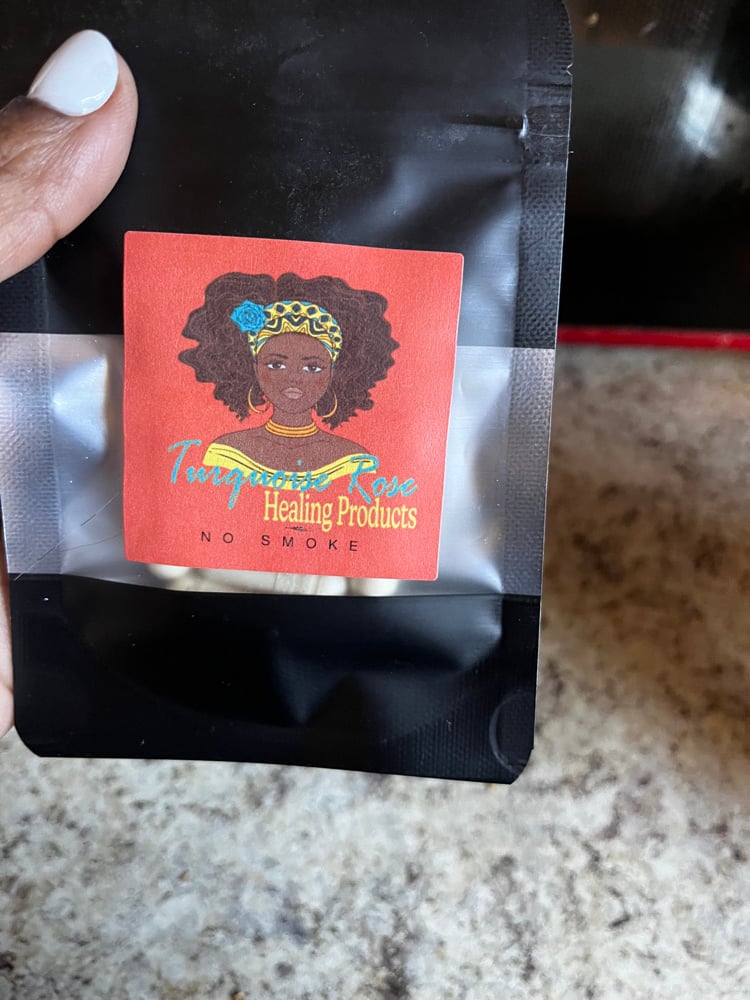 Turquoise Rose
Healing Products
NO SMOKE